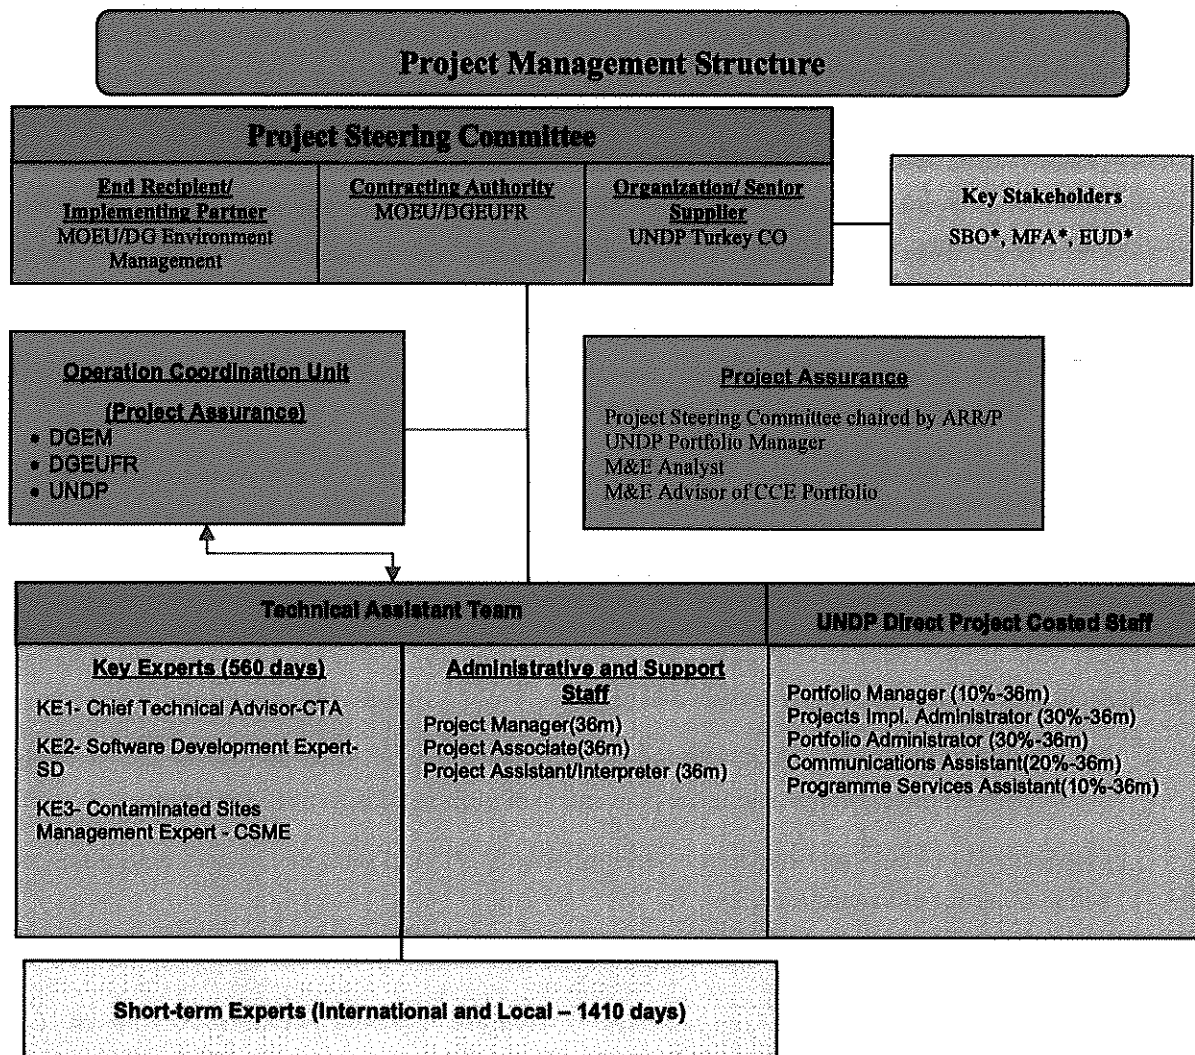 Project Management Structure
Project Steering Committee
End Recipient/
Implementing Partner
MOEU/DG Environment
Management
Contracting Authority
MOEU/DGEUFR
Organization/ Senior
Supplier
UNDP Turkey CO
Key Stakeholders
SBO*, MFA*, EUD*
Operation Coordination Unit
(Project Assurance)
• DGEM
• DGEUFR
• UNDP
Project Assurance
Project Steering Committee chaired by ARR/P
UNDP Portfolio Manager
M&E Analyst
M&E Advisor of CCE Portfolio
Technical Assistant Team
UNDP Direct Project Costed Staff
Key Experts (560 days)
KE1- Chief Technical Advisor-CTA
KE2- Software Development Expert-
SD
KE3- Contaminated Sites
Management Expert - CSME
Administrative and Support
Staff
Project Manager(36m)
Project Associate(36m)
Project Assistant/Interpreter (36m)
Portfolio Manager (10%-36m)
Projects Impl. Administrator (30%-36m)
Portfolio Administrator (30%-36m)
Communications Assistant(20%-36m)
Programme Services Assistant(10%-36m)
Short-term Experts (International and Local – 1410 days)